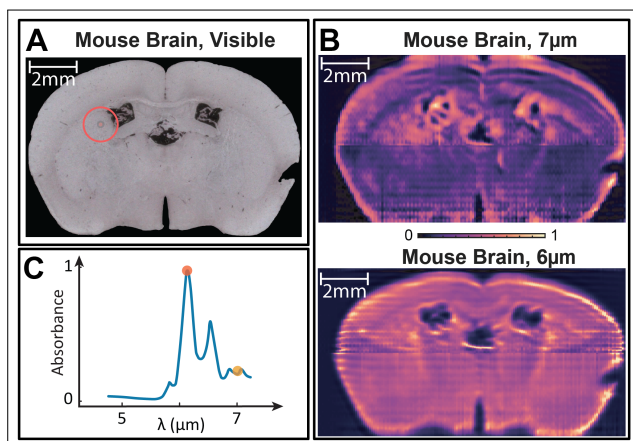 A Mouse Brain, Visible
2mm
B Mouse Brain, 7μm
2mm
0 1
Mouse Brain, 6μm
2mm
C
1
Absorbance
0
5 7
λ (μm)